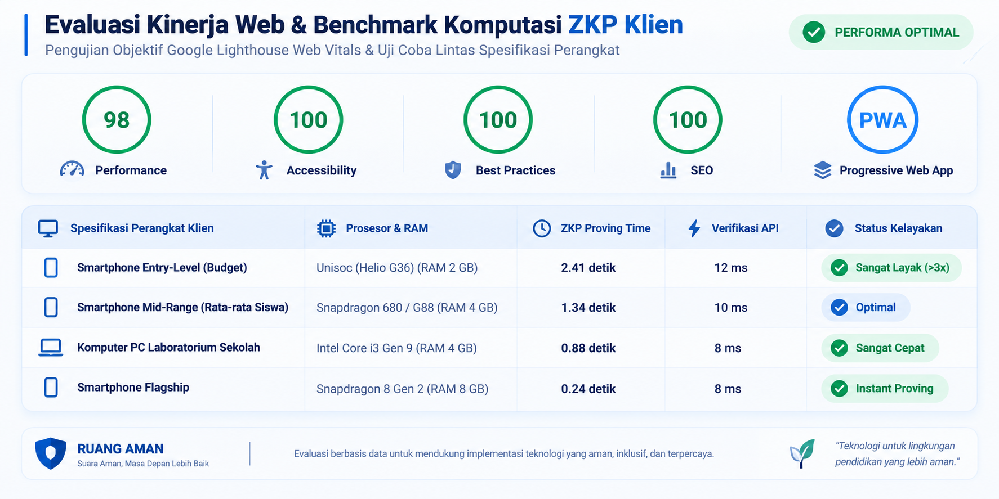 Evaluasi Kinerja Web & Benchmark Komputasi ZKP Klien
Pengujian Objektif Google Lighthouse Web Vitals & Uji Coba Lintas Spesifikasi Perangkat
PERFORMA OPTIMAL
98
Performance
100
Accessibility
100
Best Practices
100
SEO
PWA
Progressive Web App
Spesifikasi Perangkat Klien
Prosesor & RAM
ZKP Proving Time
Verifikasi API
Status Kelayakan
Smartphone Entry-Level (Budget)
Unisoc (Helio G36) (RAM 2 GB)
2.41 detik
12 ms
Sangat Layak (>3x)
Smartphone Mid-Range (Rata-rata Siswa)
Snapdragon 680 / G88 (RAM 4 GB)
1.34 detik
10 ms
Optimal
Komputer PC Laboratorium Sekolah
Intel Core i3 Gen 9 (RAM 4 GB)
0.88 detik
8 ms
Sangat Cepat
Smartphone Flagship
Snapdragon 8 Gen 2 (RAM 8 GB)
0.24 detik
8 ms
Instant Proving
RUANG AMAN
Suara Aman, Masa Depan Lebih Baik
Evaluasi berbasis data untuk mendukung implementasi teknologi yang aman, inklusif, dan terpercaya.
"Teknologi untuk lingkungan
pendidikan yang lebih aman."